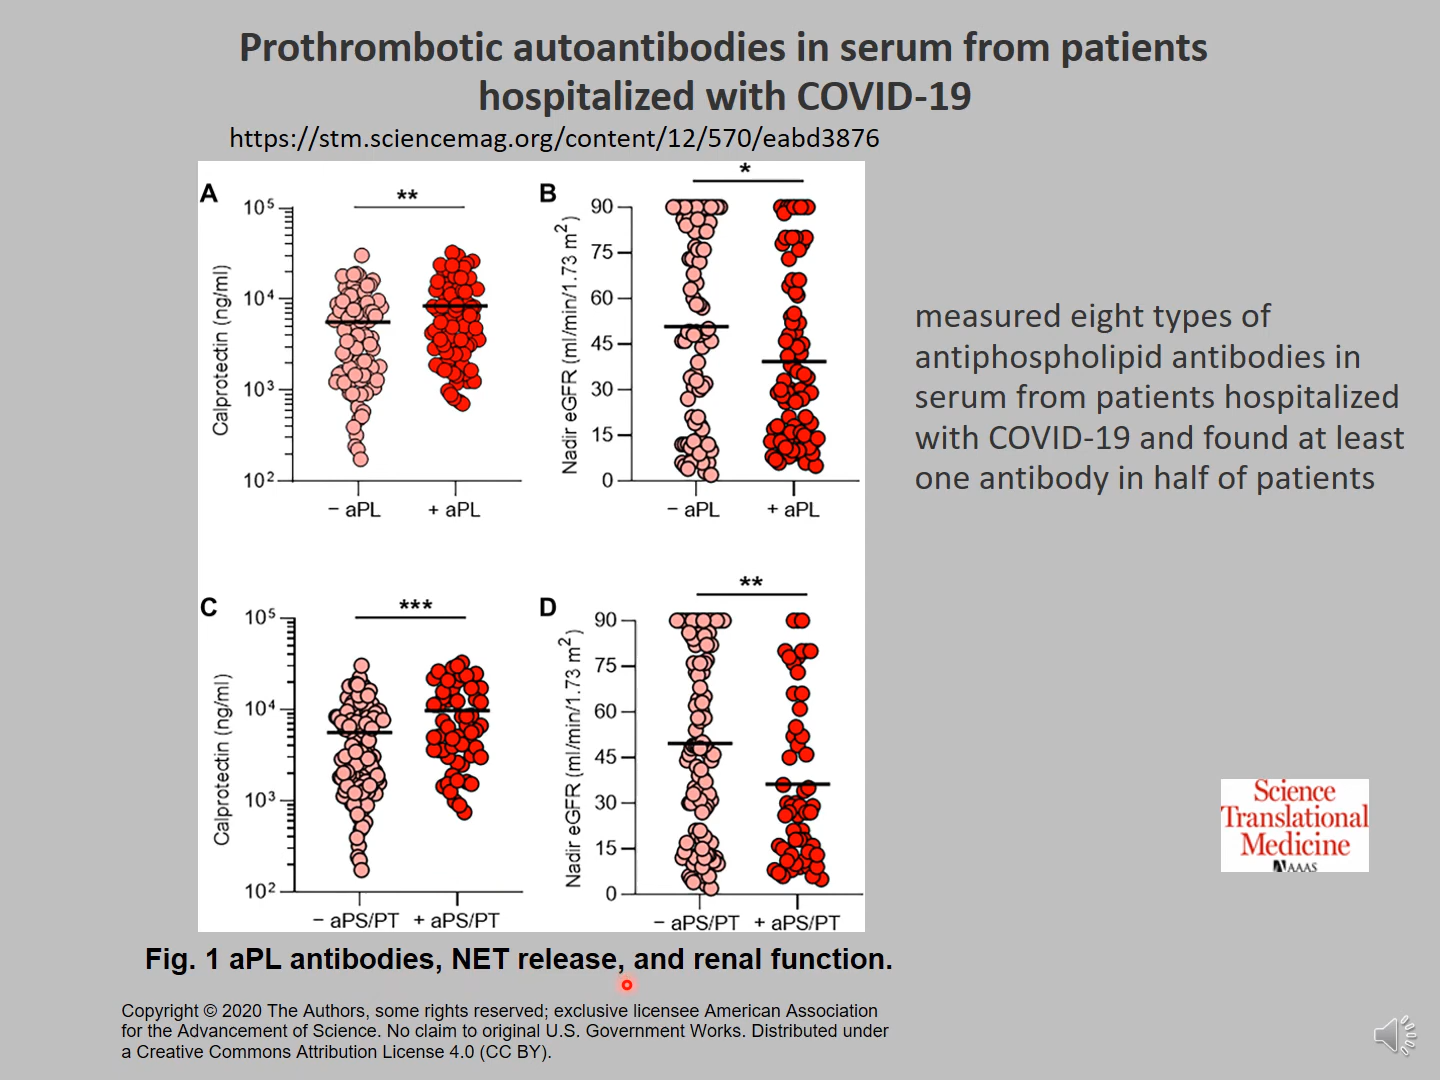 Prothrombotic autoantibodies in serum from patients
hospitalized with COVID-19
https://stm.sciencemag.org/content/12/570/eabd3876
A
**
Calprotectin (ng/ml)
10⁵
10⁴
10³
10²
− aPL
+ aPL
B
*
Nadir eGFR (ml/min/1.73 m²)
90
75
60
45
30
15
0
− aPL
+ aPL
measured eight types of
antiphospholipid antibodies in
serum from patients hospitalized
with COVID-19 and found at least
one antibody in half of patients
C
***
Calprotectin (ng/ml)
10⁵
10⁴
10³
10²
− aPS/PT
+ aPS/PT
D
**
Nadir eGFR (ml/min/1.73 m²)
90
75
60
45
30
15
0
− aPS/PT
+ aPS/PT
Science
Translational
Medicine
AAAS
Fig. 1 aPL antibodies, NET release, and renal function.
Copyright © 2020 The Authors, some rights reserved; exclusive licensee American Association
for the Advancement of Science. No claim to original U.S. Government Works. Distributed under
a Creative Commons Attribution License 4.0 (CC BY).